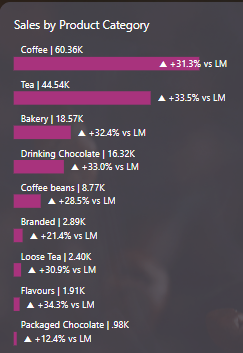 Sales by Product Category
Coffee | 60.36K
▲ +31.3% vs LM
Tea | 44.54K
▲ +33.5% vs LM
Bakery | 18.57K
▲ +32.4% vs LM
Drinking Chocolate | 16.32K
▲ +33.0% vs LM
Coffee beans | 8.77K
▲ +28.5% vs LM
Branded | 2.89K
▲ +21.4% vs LM
Loose Tea | 2.40K
▲ +30.9% vs LM
Flavours | 1.91K
▲ +34.3% vs LM
Packaged Chocolate | .98K
▲ +12.4% vs LM